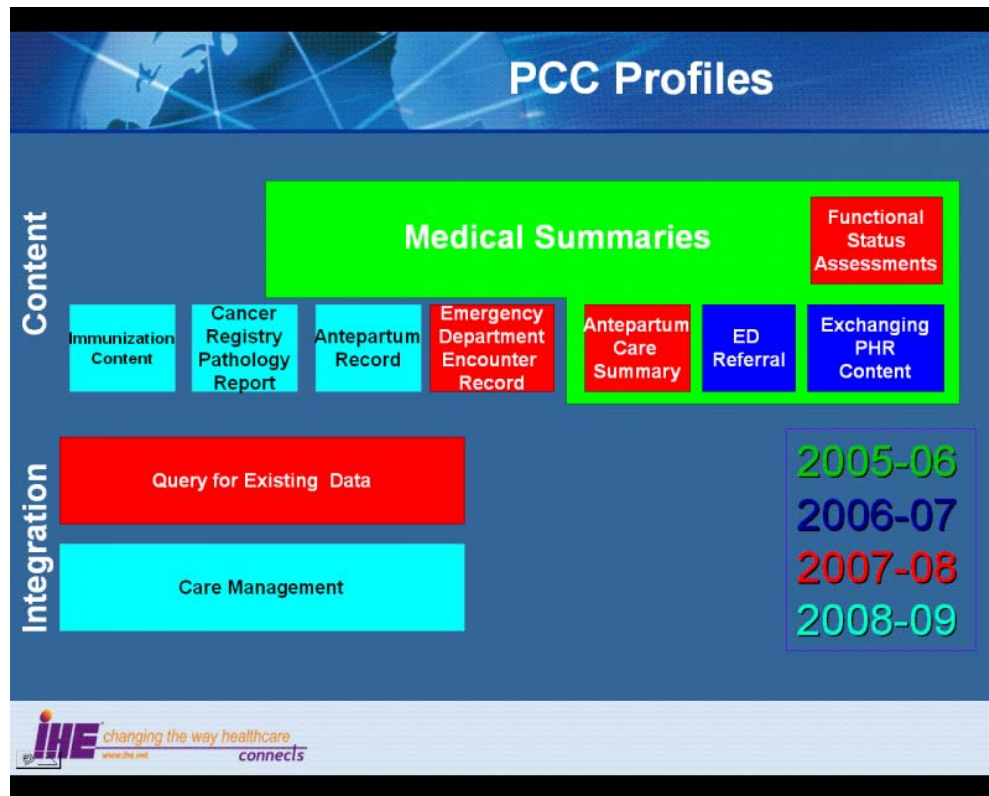 PCC Profiles
Content
Medical Summaries
Functional
Status
Assessments
Immunization
Content
Cancer
Registry
Pathology
Report
Antepartum
Record
Emergency
Department
Encounter
Record
Antepartum
Care
Summary
ED
Referral
Exchanging
PHR
Content
Integration
Query for Existing Data
Care Management
2005-06
2006-07
2007-08
2008-09
IHE
changing the way healthcare
www.ihe.net
connects